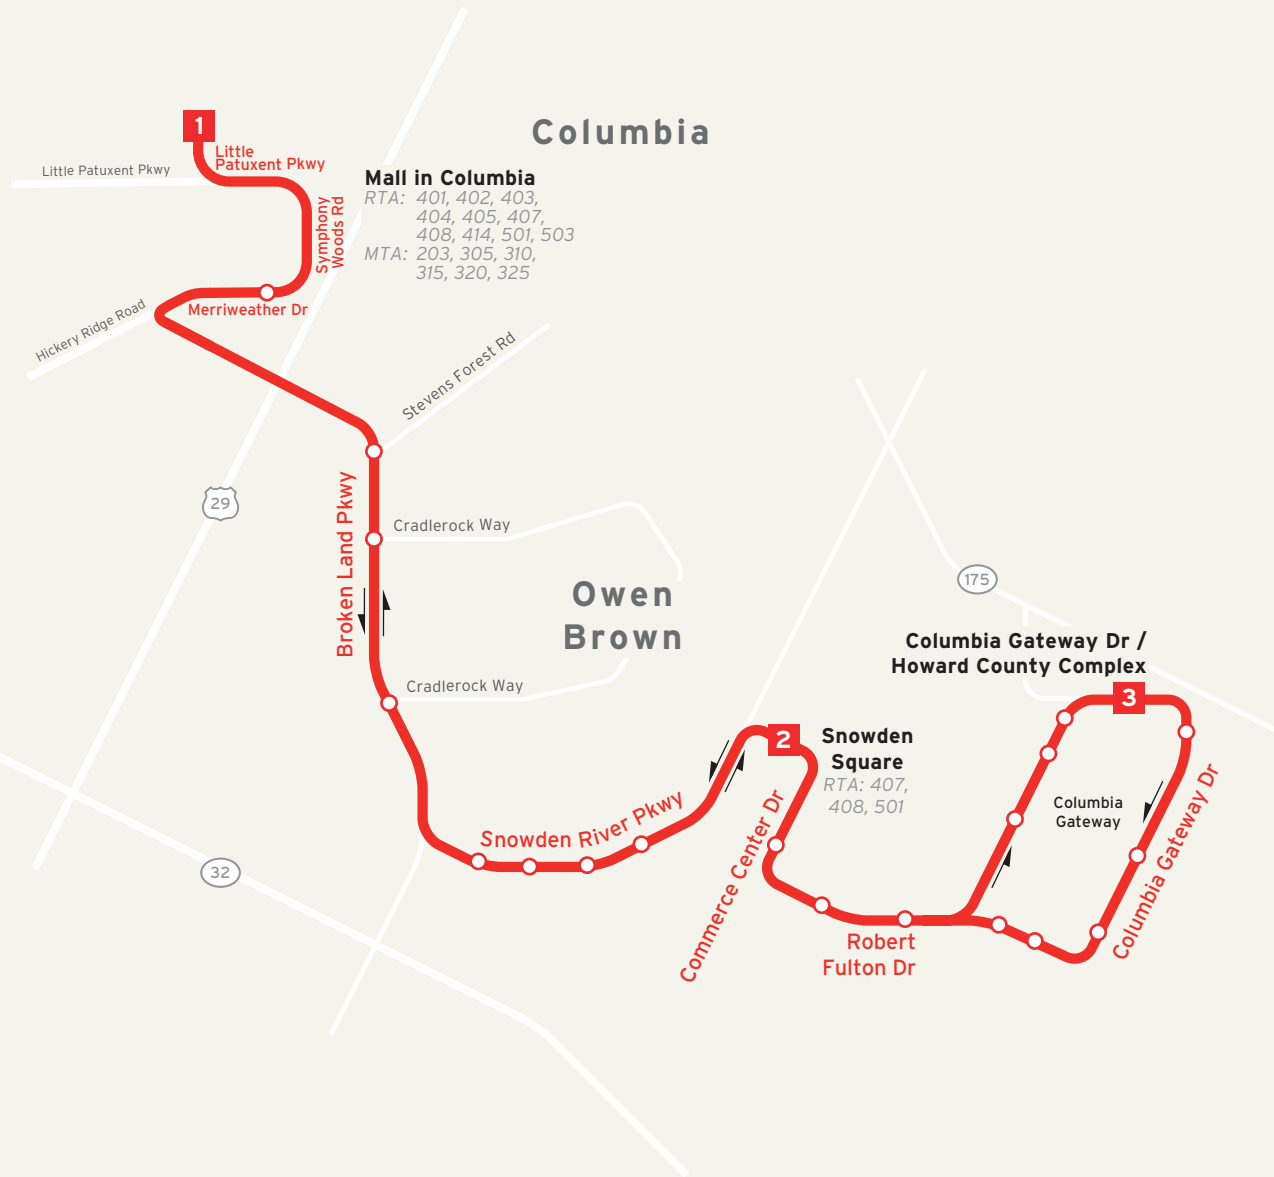 Columbia
1
Little
Patuxent Pkwy
Little Patuxent Pkwy
Mall in Columbia
RTA: 401, 402, 403,
404, 405, 407,
408, 414, 501, 503
MTA: 203, 305, 310,
315, 320, 325
Symphony
Woods Rd
Merriweather Dr
Hickery Ridge Road
Stevens Forest Rd
29
Broken Land Pkwy
Cradlerock Way
Owen
Brown
175
Cradlerock Way
Columbia Gateway Dr /
Howard County Complex
3
2
Snowden
Square
RTA: 407,
408, 501
Snowden River Pkwy
Columbia
Gateway
Columbia Gateway Dr
Commerce Center Dr
32
Robert
Fulton Dr